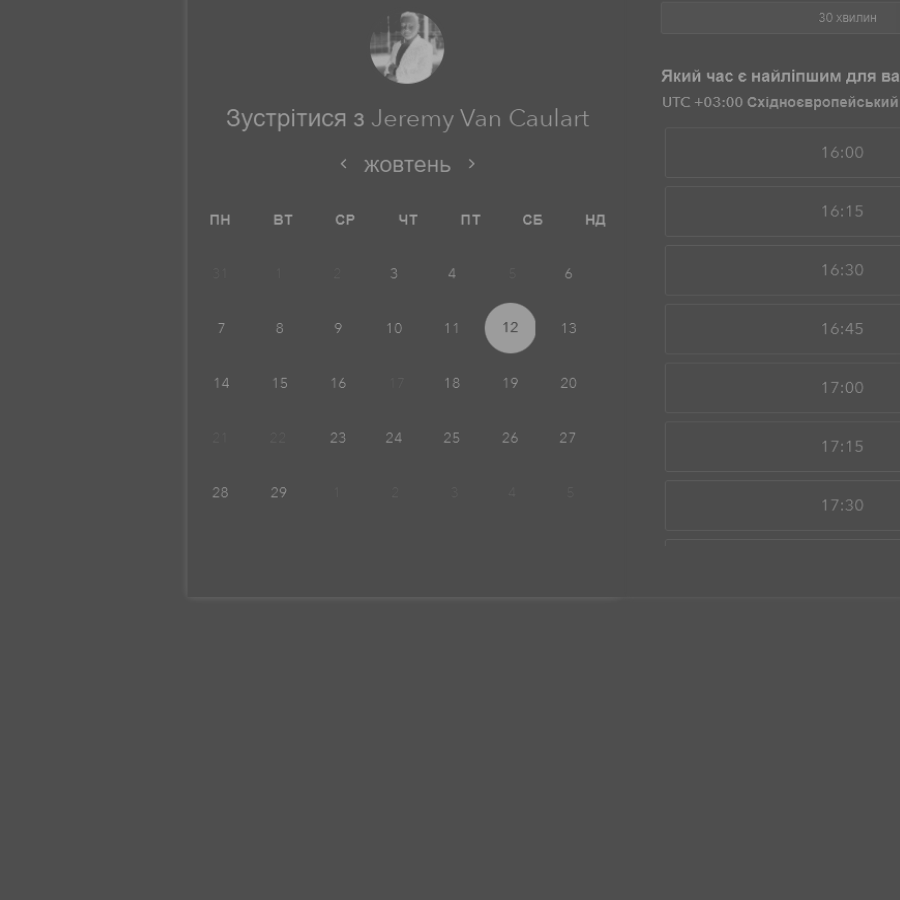 Зустрітися з Jeremy Van Caulart
‹ жовтень ›
ПН ВТ СР ЧТ ПТ СБ НД
31 1 2 3 4 5 6
7 8 9 10 11 12 13
14 15 16 17 18 19 20
21 22 23 24 25 26 27
28 29 1 2 3 4 5
30 хвилин
Який час є найліпшим для ва
UTC +03:00 Східноєвропейський
16:00
16:15
16:30
16:45
17:00
17:15
17:30